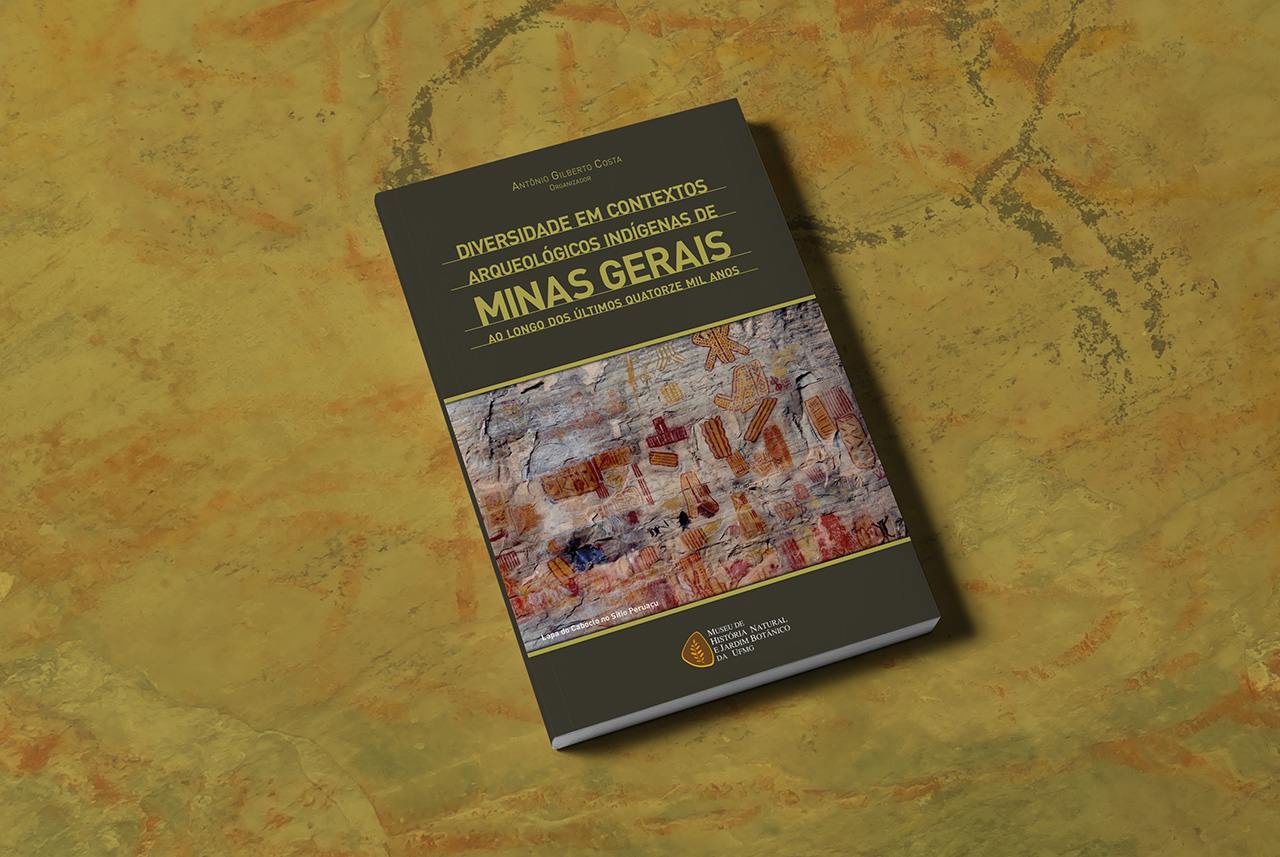 ANTÔNIO GILBERTO COSTA
ORGANIZADOR
DIVERSIDADE EM CONTEXTOS
ARQUEOLÓGICOS INDÍGENAS DE
MINAS GERAIS
AO LONGO DOS ÚLTIMOS QUATORZE MIL ANOS
Lapa do Caboclo no Sítio Peruaçu
MUSEU DE
HISTÓRIA NATURAL
E JARDIM BOTÂNICO
DA UFMG